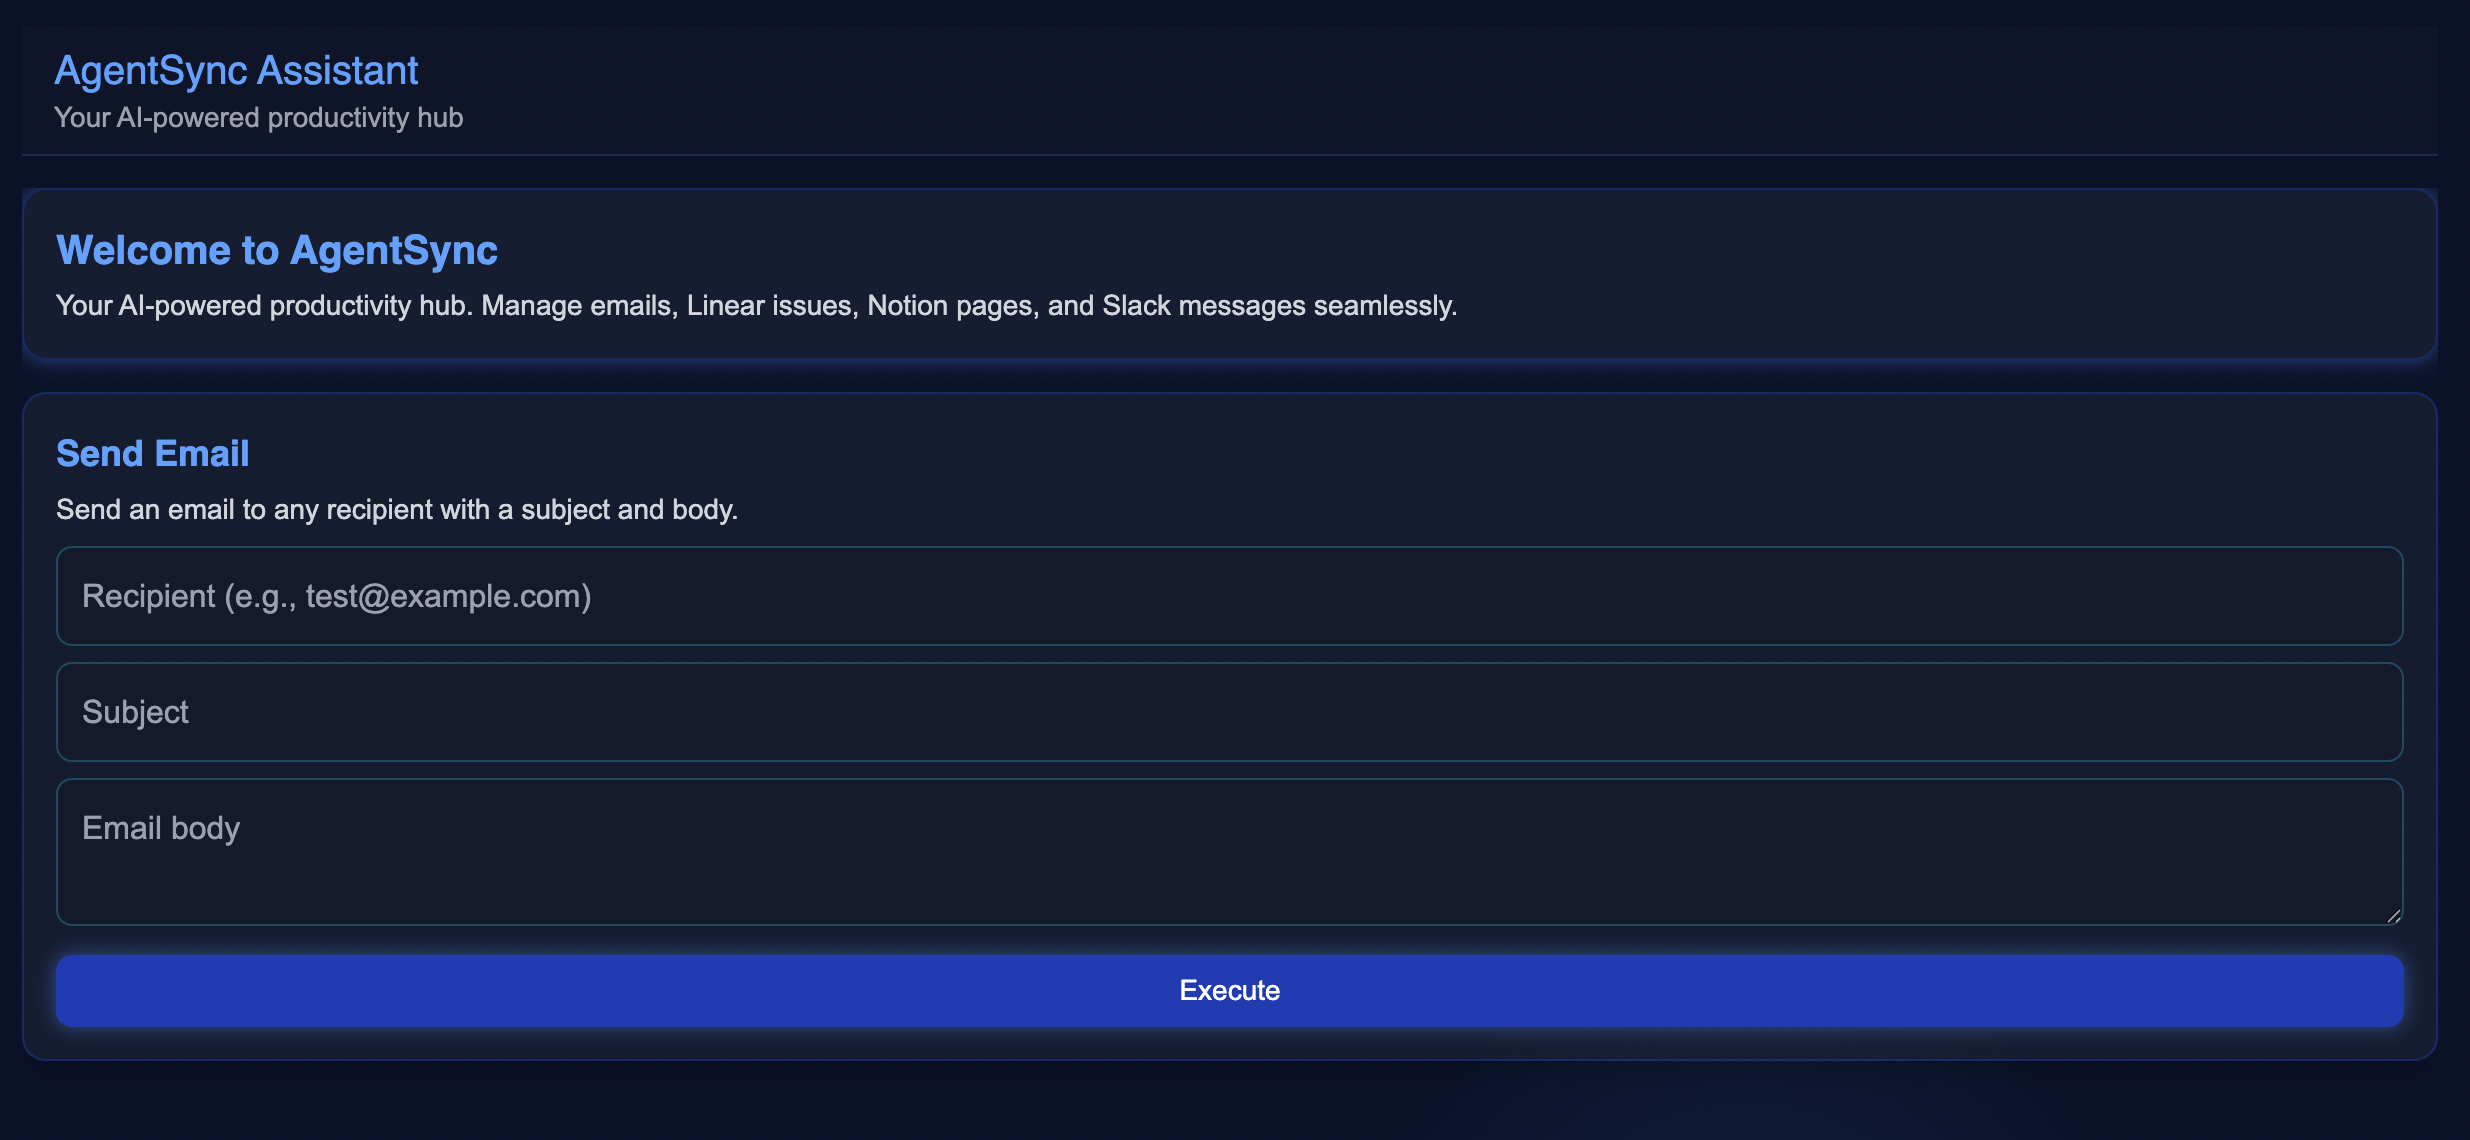 AgentSync Assistant
Your AI-powered productivity hub
Welcome to AgentSync
Your AI-powered productivity hub. Manage emails, Linear issues, Notion pages, and Slack messages seamlessly.
Send Email
Send an email to any recipient with a subject and body.
Recipient (e.g., test@example.com)
Subject
Email body
Execute